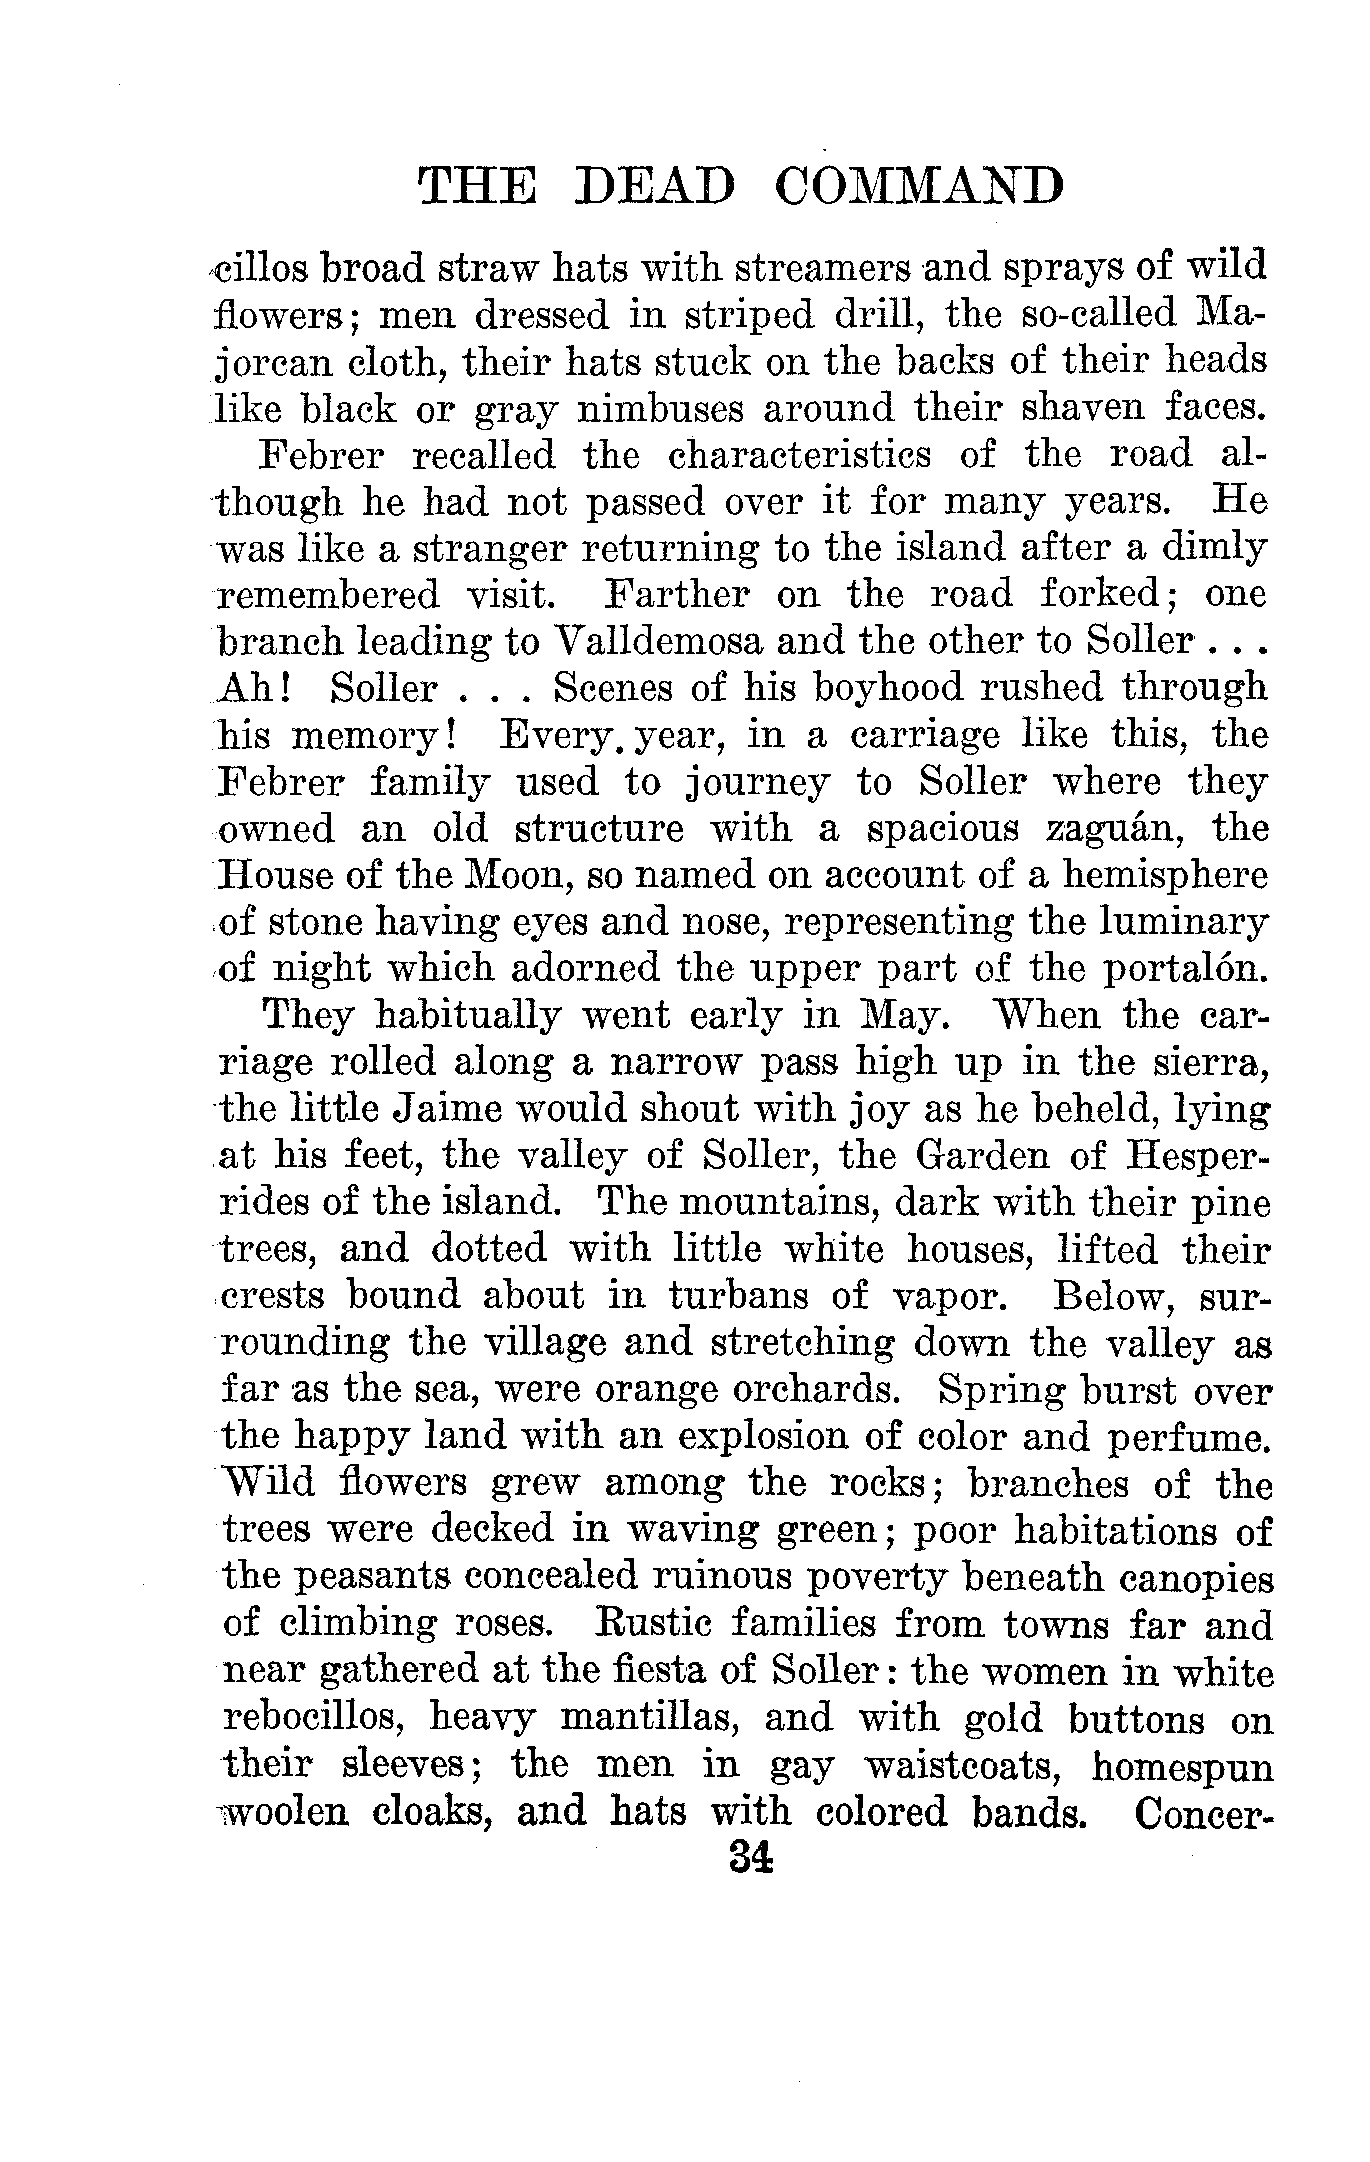 THE DEAD COMMAND
cillos broad straw hats with streamers and sprays of wild
flowers; men dressed in striped drill, the so-called Ma-
jorcan cloth, their hats stuck on the backs of their heads
like black or gray nimbuses around their shaven faces.
Febrer recalled the characteristics of the road al-
though he had not passed over it for many years. He
was like a stranger returning to the island after a dimly
remembered visit. Farther on the road forked; one
branch leading to Valldemosa and the other to Soller . . .
Ah! Soller . . . Scenes of his boyhood rushed through
his memory! Every. year, in a carriage like this, the
Febrer family used to journey to Soller where they
owned an old structure with a spacious zaguán, the
House of the Moon, so named on account of a hemisphere
of stone having eyes and nose, representing the luminary
of night which adorned the upper part of the portalón.
They habitually went early in May. When the car-
riage rolled along a narrow pass high up in the sierra,
the little Jaime would shout with joy as he beheld, lying
at his feet, the valley of Soller, the Garden of Hesper-
rides of the island. The mountains, dark with their pine
trees, and dotted with little white houses, lifted their
crests bound about in turbans of vapor. Below, sur-
rounding the village and stretching down the valley as
far as the sea, were orange orchards. Spring burst over
the happy land with an explosion of color and perfume.
Wild flowers grew among the rocks; branches of the
trees were decked in waving green; poor habitations of
the peasants concealed ruinous poverty beneath canopies
of climbing roses. Rustic families from towns far and
near gathered at the fiesta of Soller: the women in white
rebocillos, heavy mantillas, and with gold buttons on
their sleeves; the men in gay waistcoats, homespun
woolen cloaks, and hats with colored bands. Concer-
34